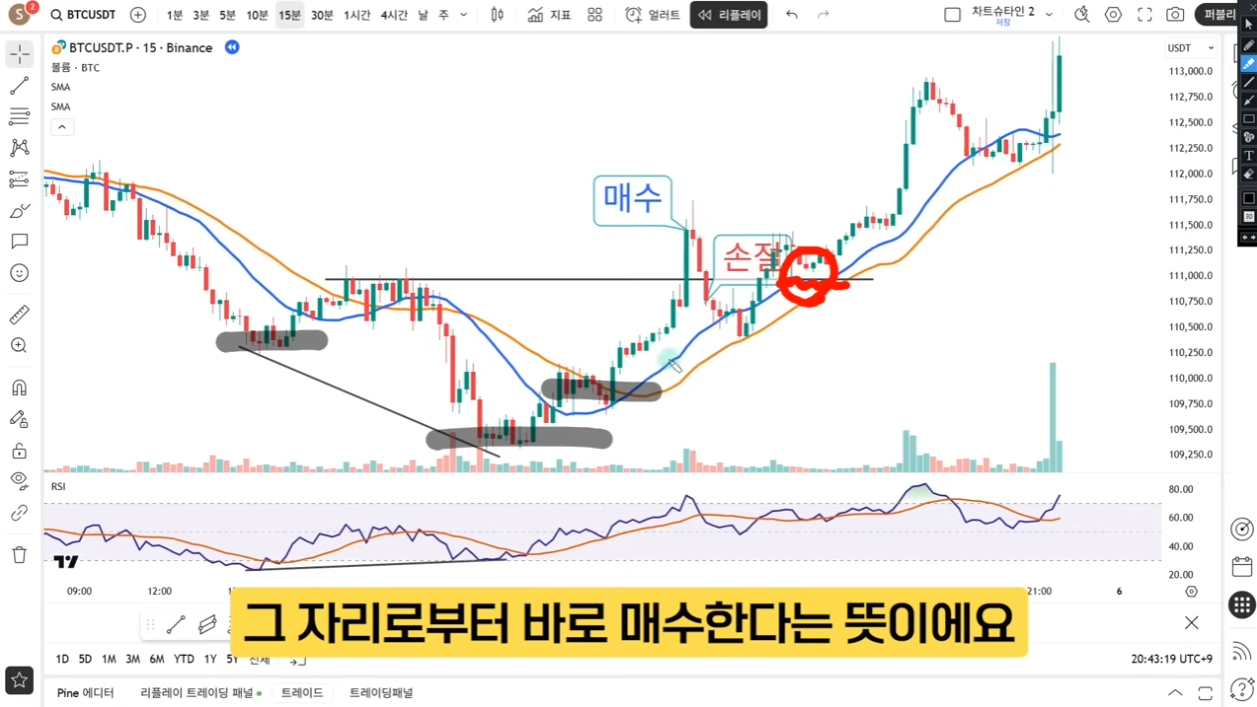 S 2 BTCUSDT 1분 3분 5분 10분 15분 30분 1시간 4시간 날 주 지표 얼러트 리플레이 차트슈타인 2 저장 퍼블리
BTCUSDT.P · 15 · Binance
USDT
볼륨 · BTC
SMA
SMA
113,000.0
112,750.0
112,500.0
112,250.0
112,000.0
111,750.0
111,500.0
111,250.0
111,000.0
110,750.0
110,500.0
110,250.0
110,000.0
109,750.0
109,500.0
109,250.0
매수
손절
RSI
80.00
60.00
40.00
20.00
09:00 12:00 21:00 6
그 자리로부터 바로 매수한다는 뜻이에요
1D 5D 1M 3M 6M YTD 1Y 5Y 전체
20:43:19 UTC+9
Pine 에디터 리플레이 트레이딩 패널 트레이드 트레이딩패널